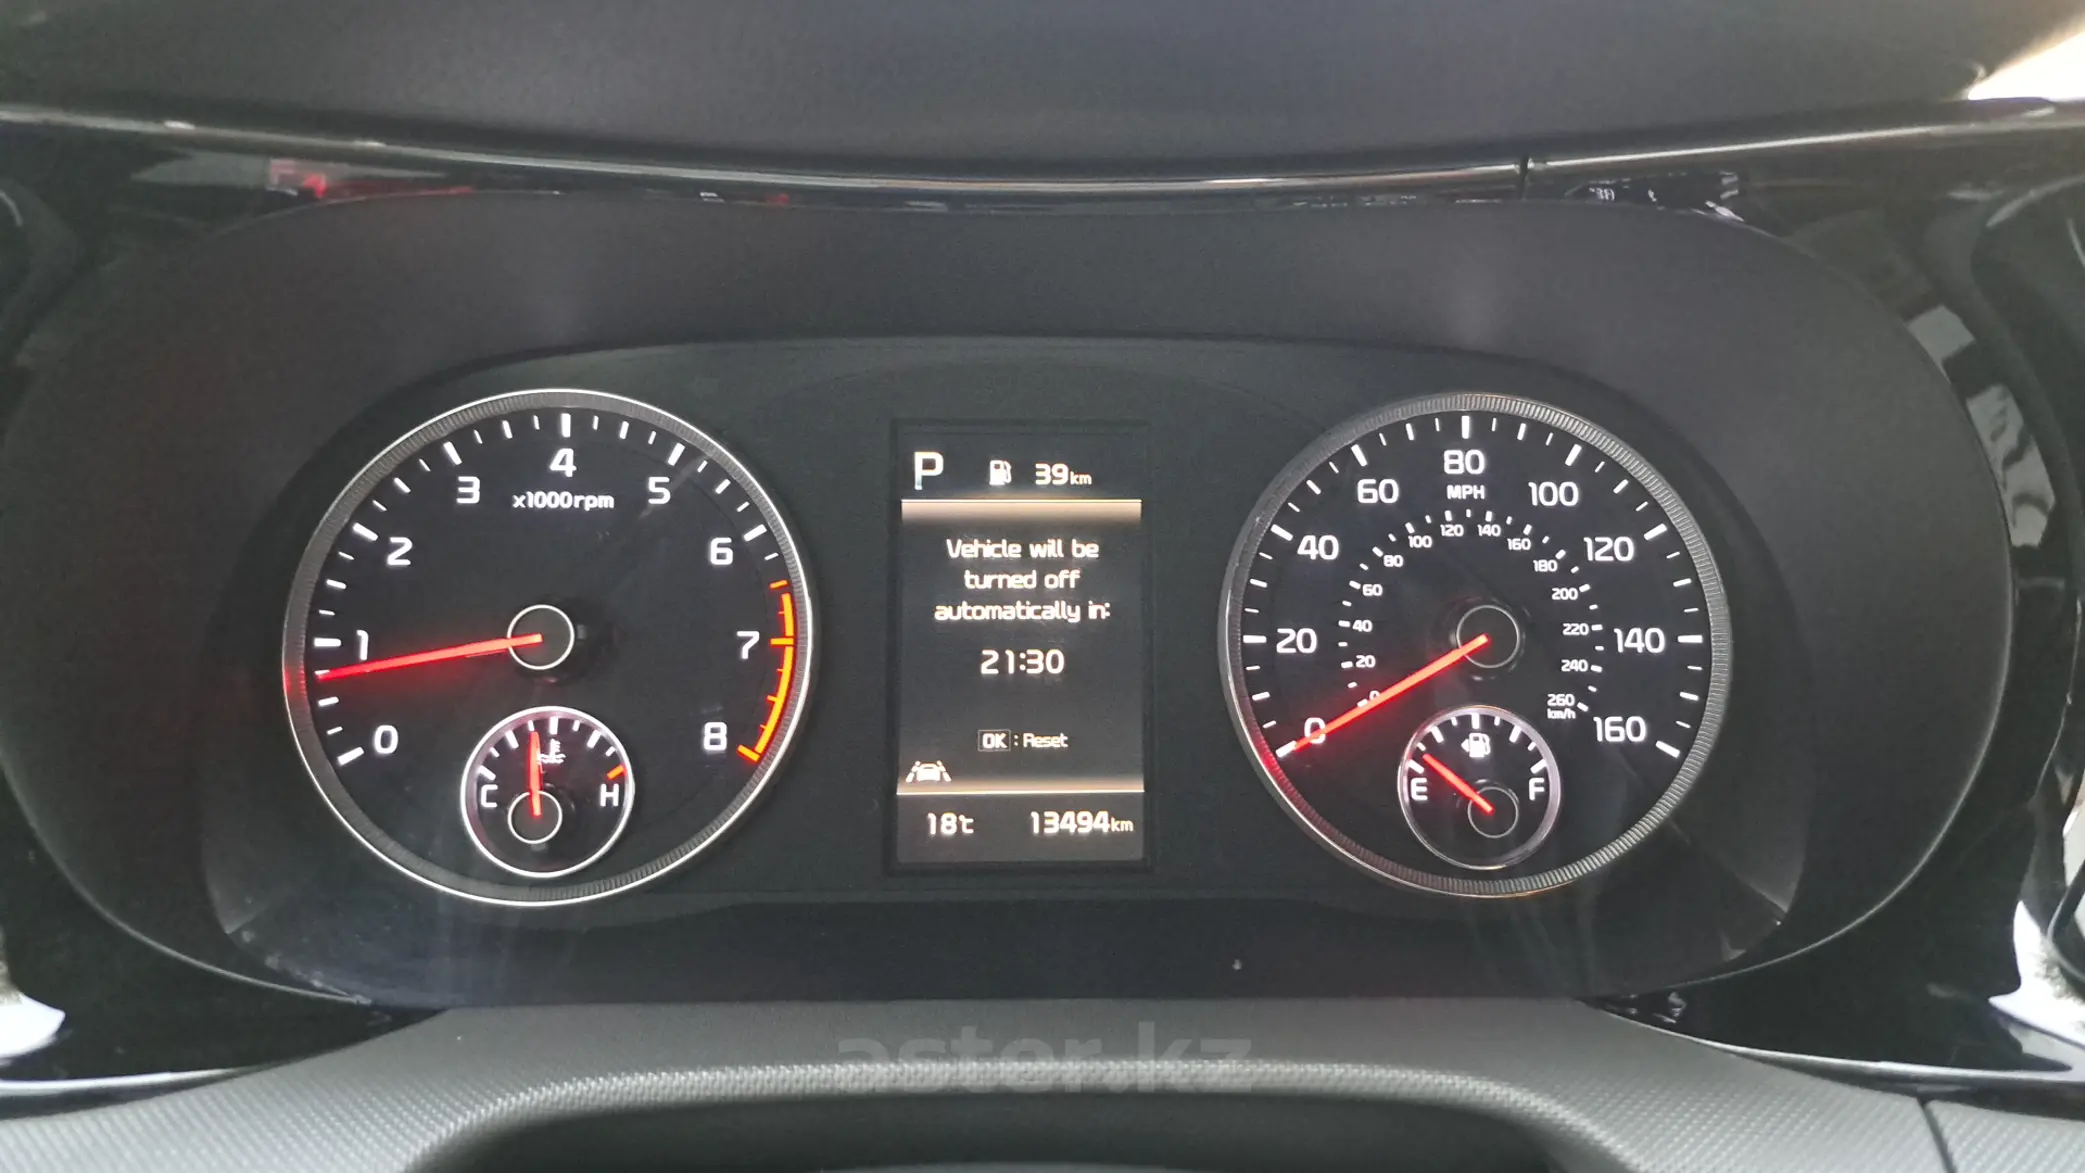 0
1
2
3
4
5
6
7
8
x1000rpm
C
H
P
39km
Vehicle will be
turned off
automatically in:
21:30
OK : Reset
18℃
13494km
0
20
40
60
80
100
120
140
160
MPH
0
20
40
60
80
100
120
140
160
180
200
220
240
260
km/h
E
F
aster.kz